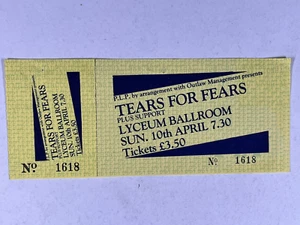 P.L.P. by arrangement with Outlaw Management presents
TEARS FOR FEARS
PLUS SUPPORT
LYCEUM BALLROOM
SUN. 10th APRIL 7.30
Tickets £3.50
No 1618
TEARS FOR FEARS
PLUS SUPPORT
LYCEUM BALLROOM
SUN. 10th APRIL 7.30
Tickets £3.50
No 1618